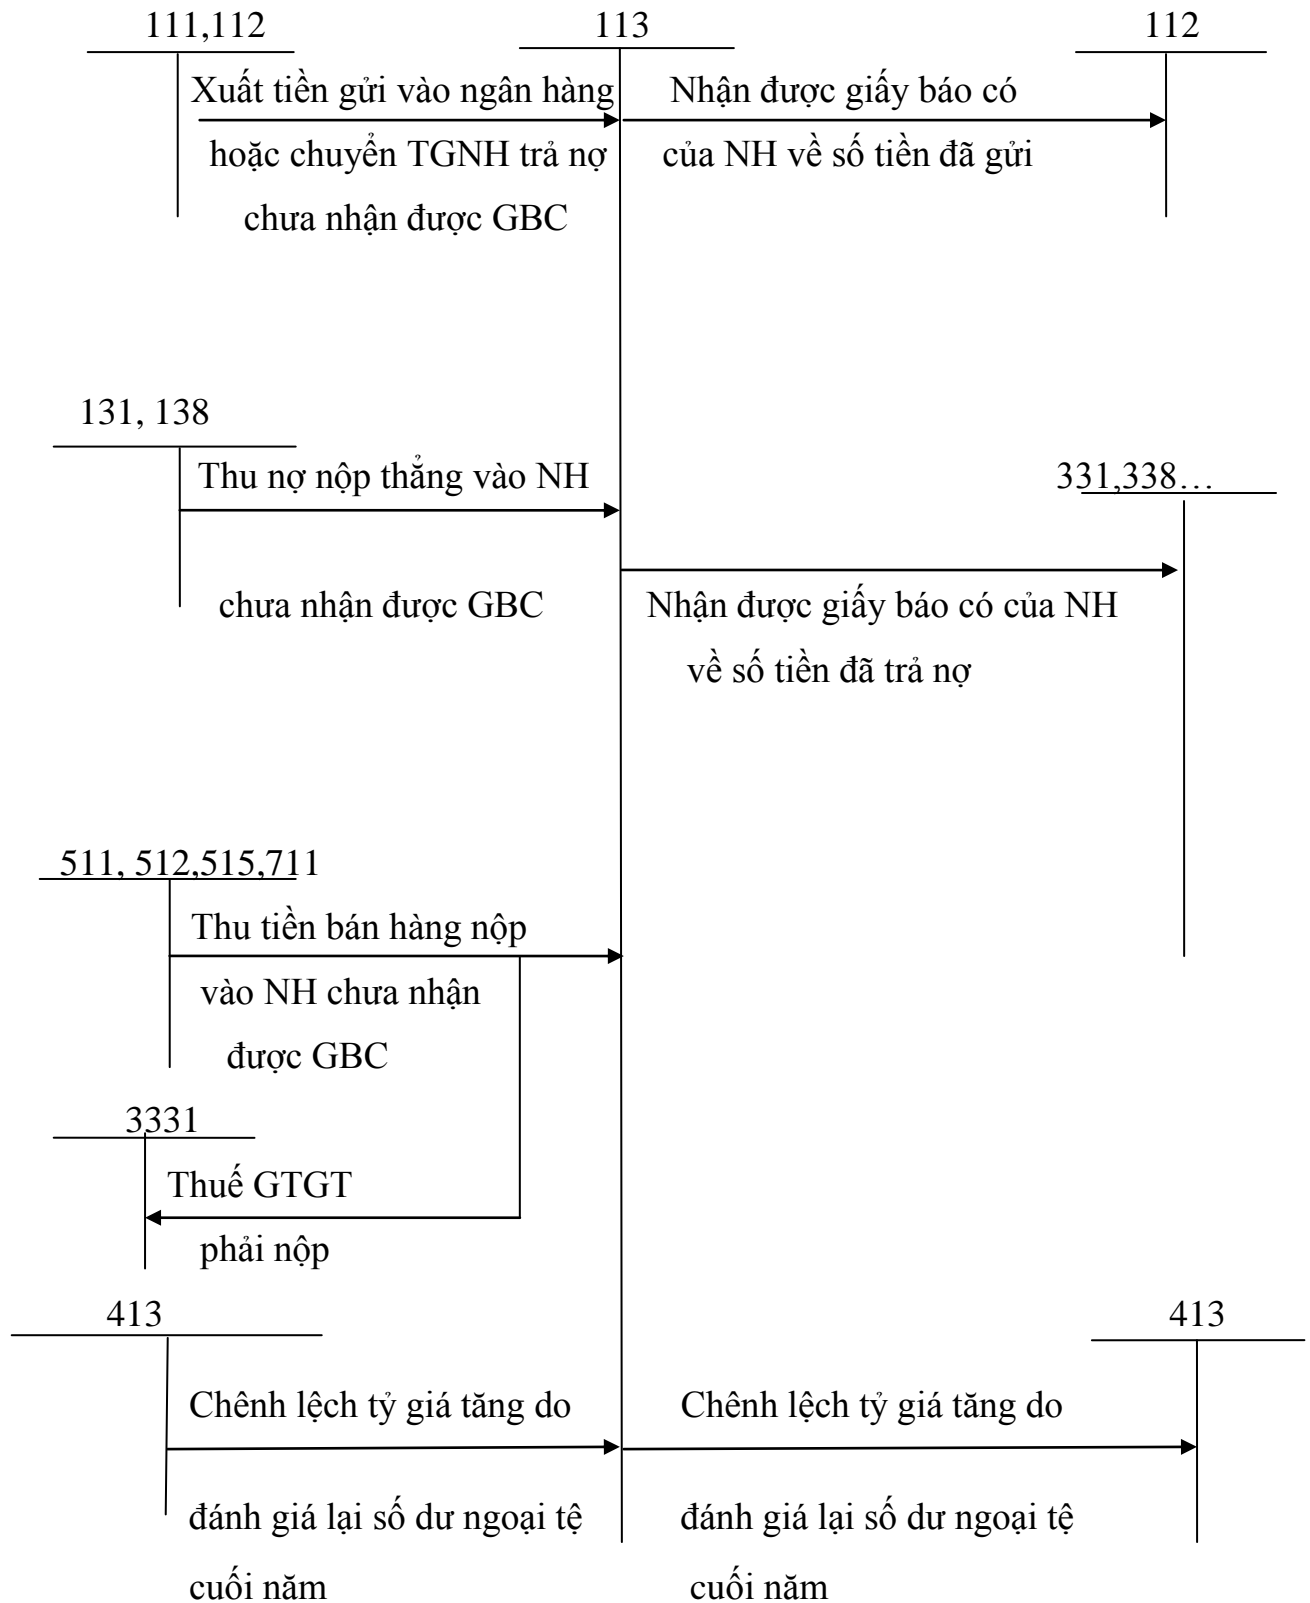 111,112
113
112
Xuất tiền gửi vào ngân hàng
hoặc chuyển TGNH trả nợ
chưa nhận được GBC
Nhận được giấy báo có
của NH về số tiền đã gửi
131, 138
Thu nợ nộp thẳng vào NH
chưa nhận được GBC
331,338…
Nhận được giấy báo có của NH
về số tiền đã trả nợ
511, 512,515,711
Thu tiền bán hàng nộp
vào NH chưa nhận
được GBC
3331
Thuế GTGT
phải nộp
413
413
Chênh lệch tỷ giá tăng do
đánh giá lại số dư ngoại tệ
cuối năm
Chênh lệch tỷ giá tăng do
đánh giá lại số dư ngoại tệ
cuối năm